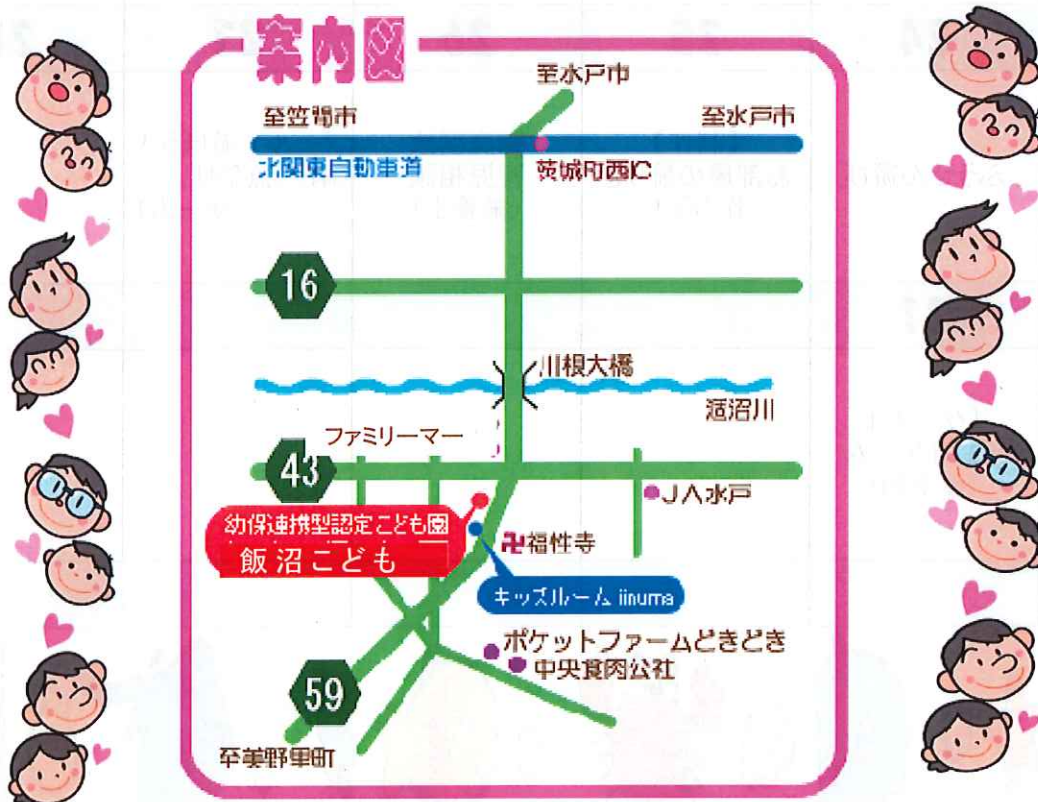 案内図
至水戸市
至笠間市
至水戸市
北関東自動車道
茨城町西IC
16
川根大橋
涸沼川
ファミリーマー
43
JA水戸
幼保連携型認定こども園
飯沼こども
卍福性寺
キッズルーム iinuma
ポケットファームどきどき
中央食肉公社
59
至美野里町